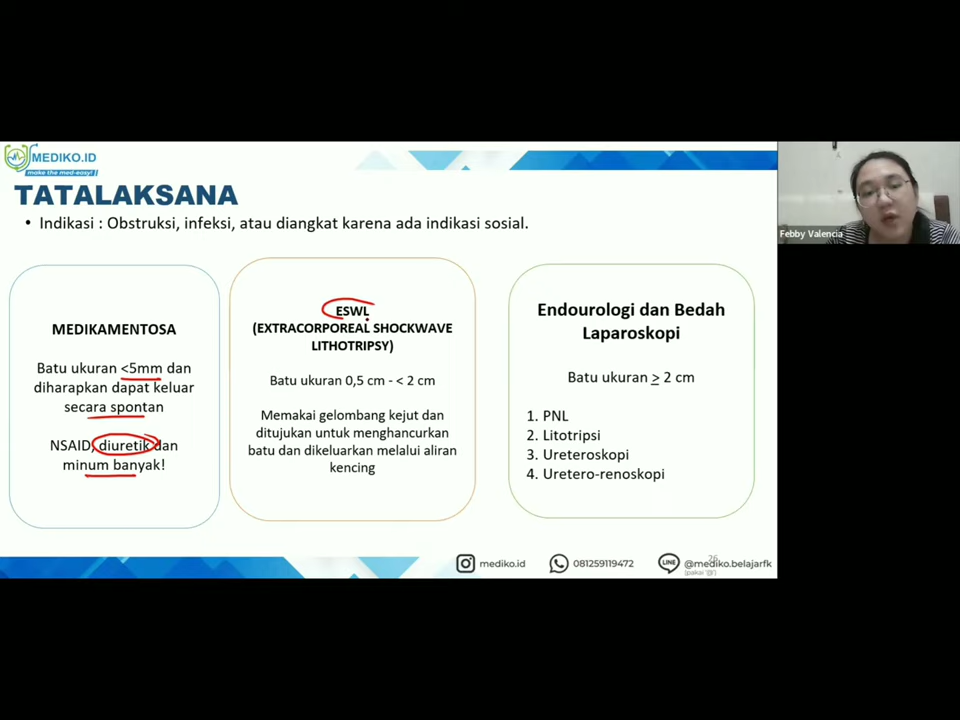 MEDIKO.ID
make the med-easy!
TATALAKSANA
• Indikasi : Obstruksi, infeksi, atau diangkat karena ada indikasi sosial.
MEDIKAMENTOSA
Batu ukuran <5mm dan
diharapkan dapat keluar
secara spontan
NSAID, diuretik dan
minum banyak!
ESWL
(EXTRACORPOREAL SHOCKWAVE
LITHOTRIPSY)
Batu ukuran 0,5 cm - < 2 cm
Memakai gelombang kejut dan
ditujukan untuk menghancurkan
batu dan dikeluarkan melalui aliran
kencing
Endourologi dan Bedah
Laparoskopi
Batu ukuran ≥ 2 cm
1. PNL
2. Litotripsi
3. Ureteroskopi
4. Uretero-renoskopi
Febby Valencia
mediko.id
081259119472
LINE
@mediko.belajarfk
(pakai '@')
26